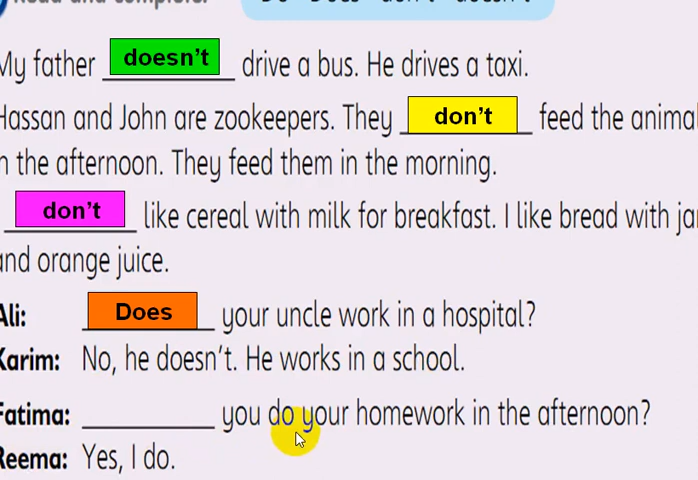 My father doesn't drive a bus. He drives a taxi.
Hassan and John are zookeepers. They don't feed the
in the afternoon. They feed them in the morning.
don't like cereal with milk for breakfast. I like bread with
and orange juice.
Ali: Does your uncle work in a hospital?
Karim: No, he doesn't. He works in a school.
Fatima: you do your homework in the afternoon?
Reema: Yes, I do.